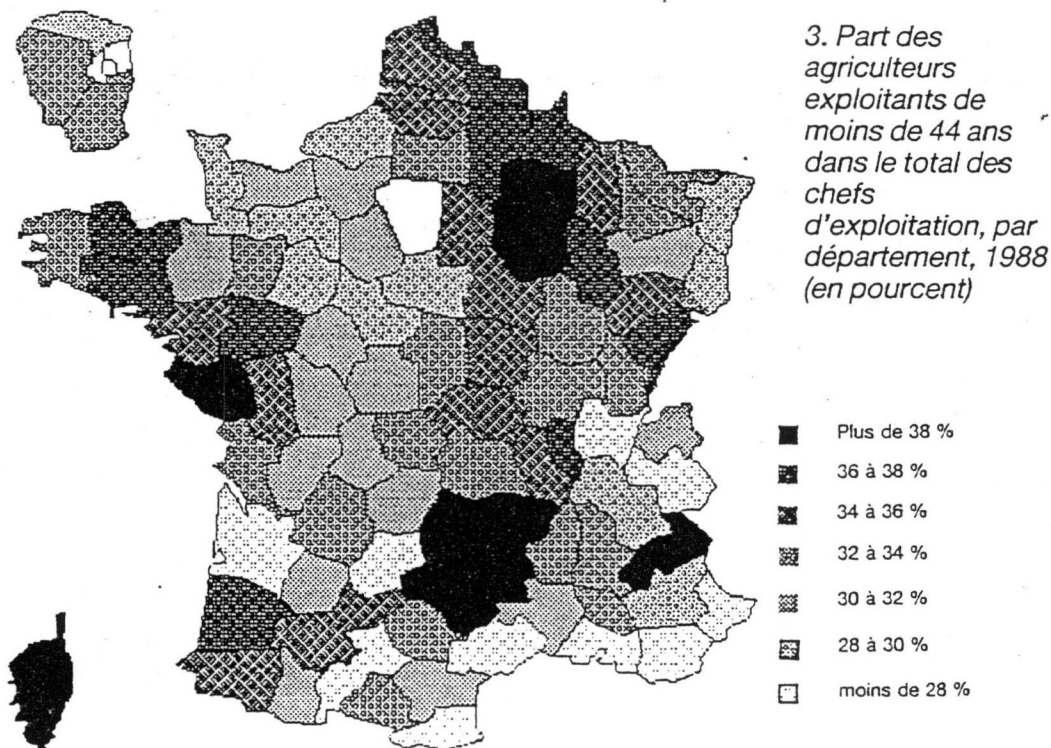 3. Part des
agriculteurs
exploitants de
moins de 44 ans
dans le total des
chefs
d'exploitation, par
département, 1988
(en pourcent)
Plus de 38 %
36 à 38 %
34 à 36 %
32 à 34 %
30 à 32 %
28 à 30 %
moins de 28 %